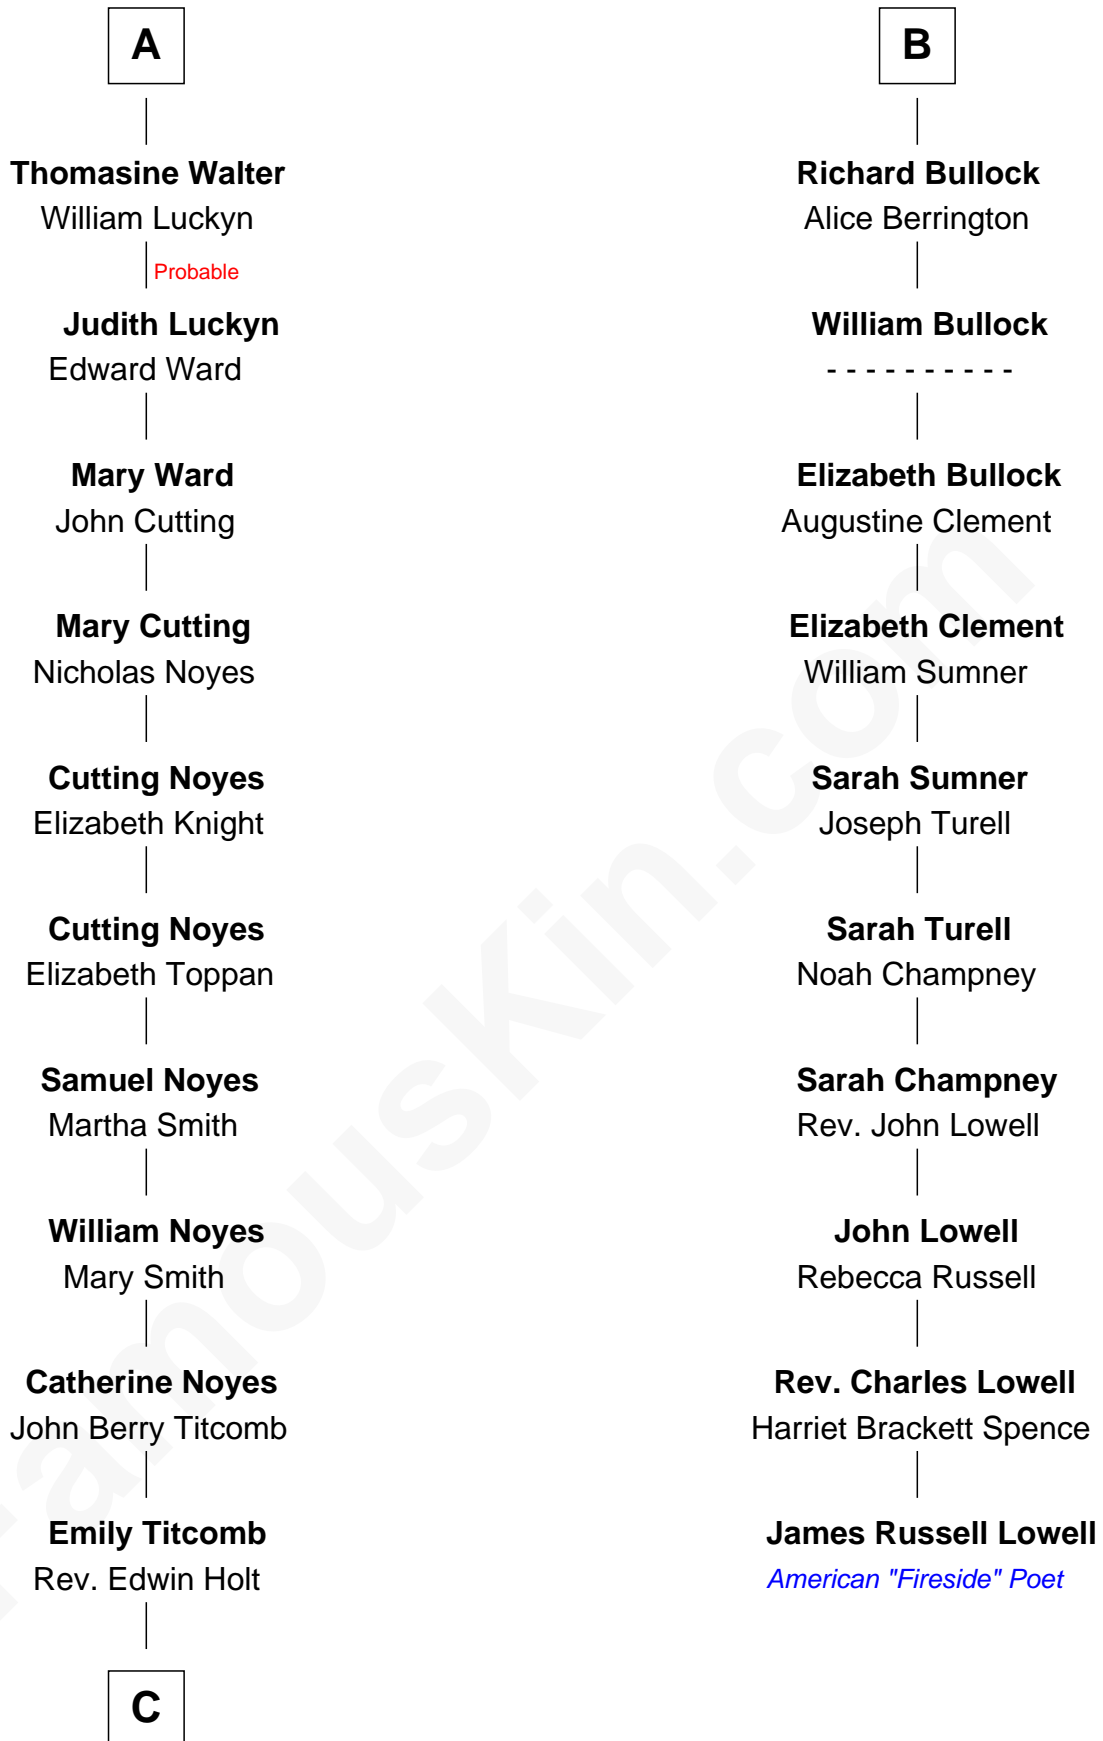 A
Thomasine Walter
William Luckyn
Probable
Judith Luckyn
Edward Ward
Mary Ward
John Cutting
Mary Cutting
Nicholas Noyes
Cutting Noyes
Elizabeth Knight
Cutting Noyes
Elizabeth Toppan
Samuel Noyes
Martha Smith
William Noyes
Mary Smith
Catherine Noyes
John Berry Titcomb
Emily Titcomb
Rev. Edwin Holt
C
B
Richard Bullock
Alice Berrington
William Bullock
- - - - - - - - - -
Elizabeth Bullock
Augustine Clement
Elizabeth Clement
William Sumner
Sarah Sumner
Joseph Turell
Sarah Turell
Noah Champney
Sarah Champney
Rev. John Lowell
John Lowell
Rebecca Russell
Rev. Charles Lowell
Harriet Brackett Spence
James Russell Lowell
American "Fireside" Poet
FamousKin.com